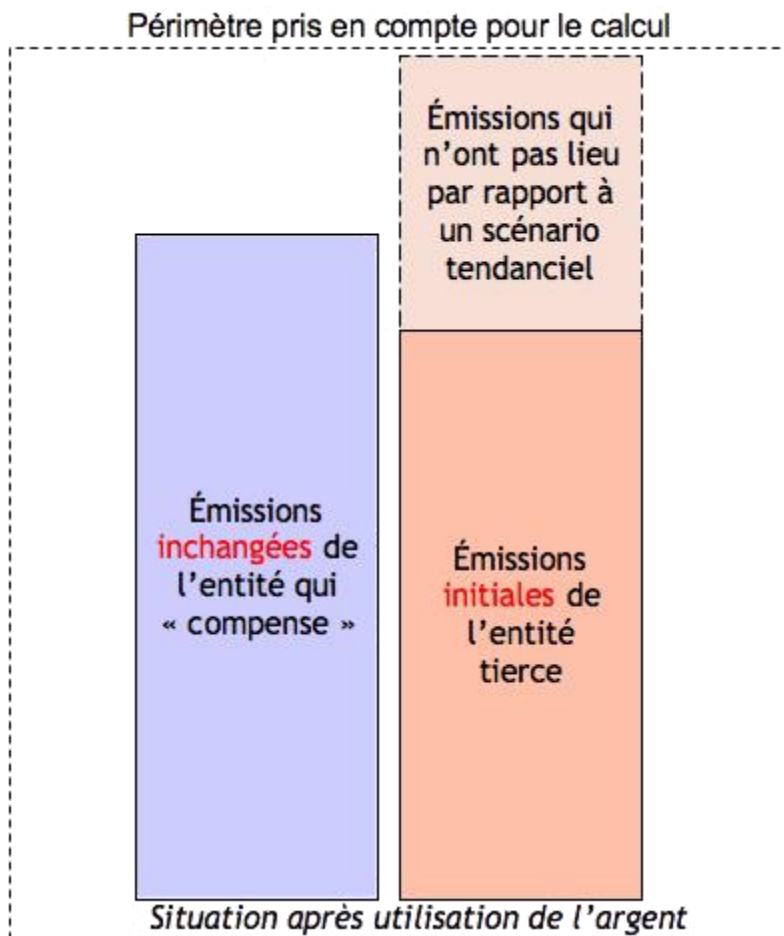 Périmètre pris en compte pour le calcul
Émissions qui
n’ont pas lieu
par rapport à
un scénario
tendanciel
Émissions
inchangées de
l’entité qui
« compense »
Émissions
initiales de
l’entité
tierce
Situation après utilisation de l’argent